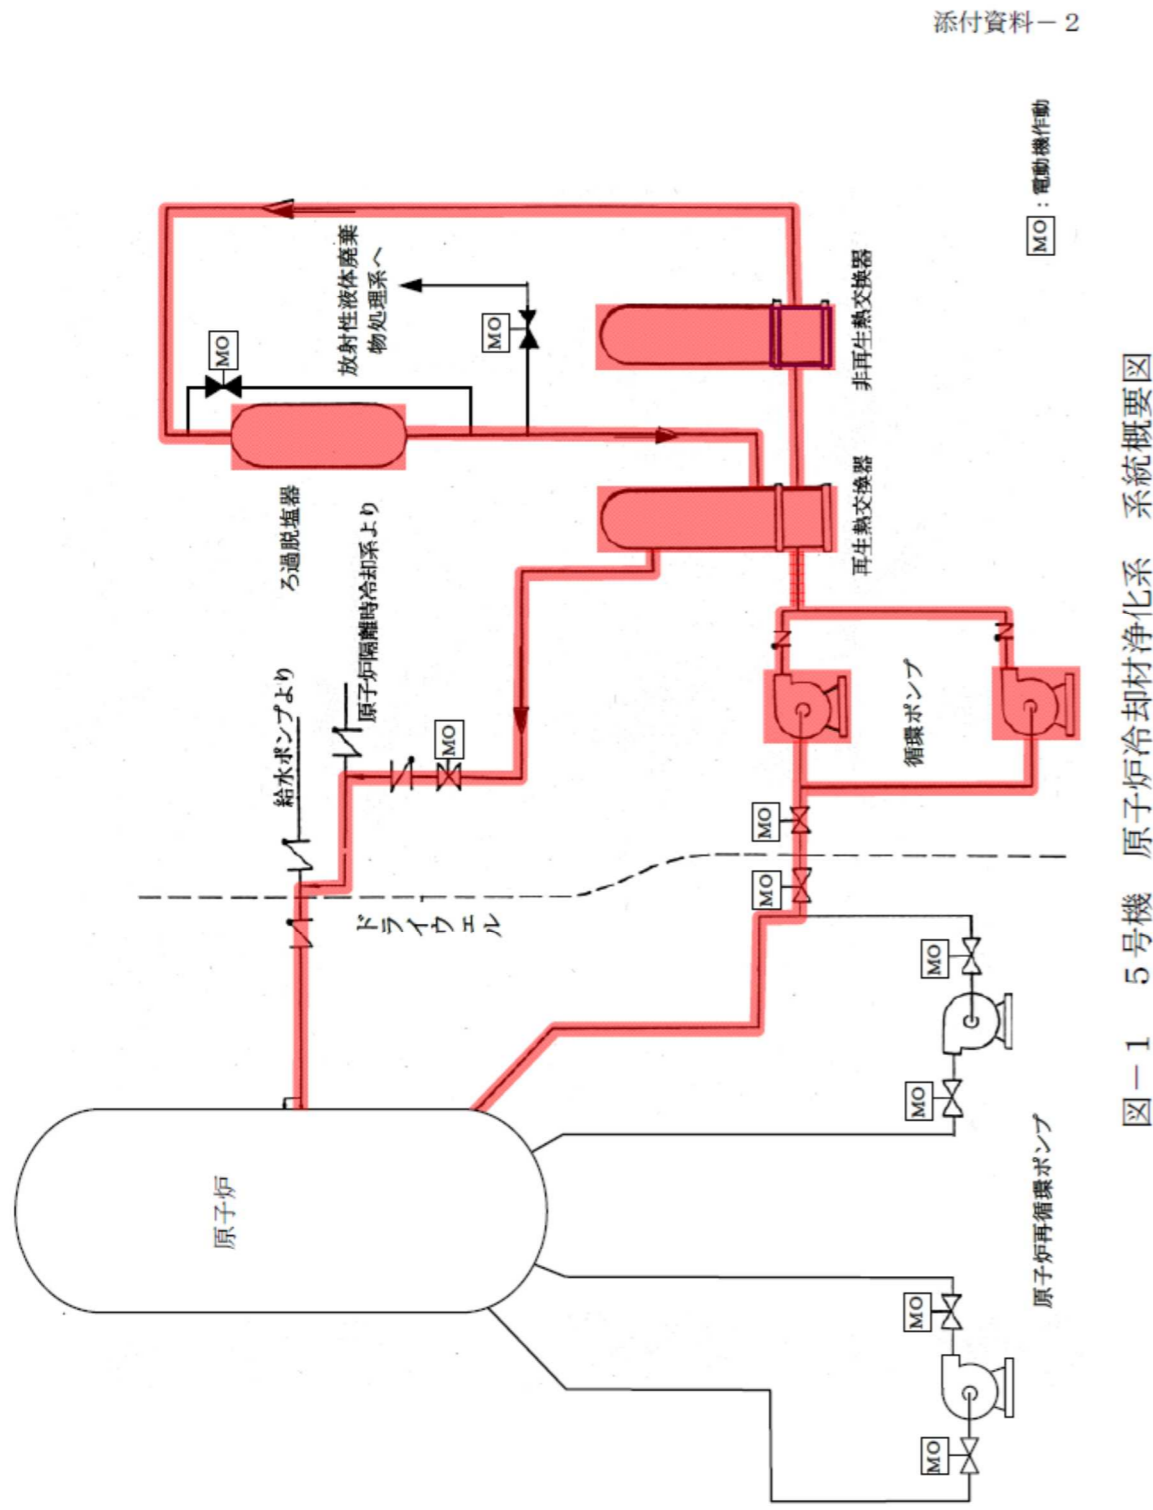 添付資料－2
MO：電動機作動
放射性液体廃棄
物処理系へ
MO
MO
非再生熱交換器
再生熱交換器
ろ過脱塩器
原子炉隔離時冷却系より
給水ポンプより
MO
循環ポンプ
MO
MO
ドライウェル
MO
MO
原子炉
原子炉再循環ポンプ
MO
MO
図－1　5号機　原子炉冷却材浄化系　系統概要図